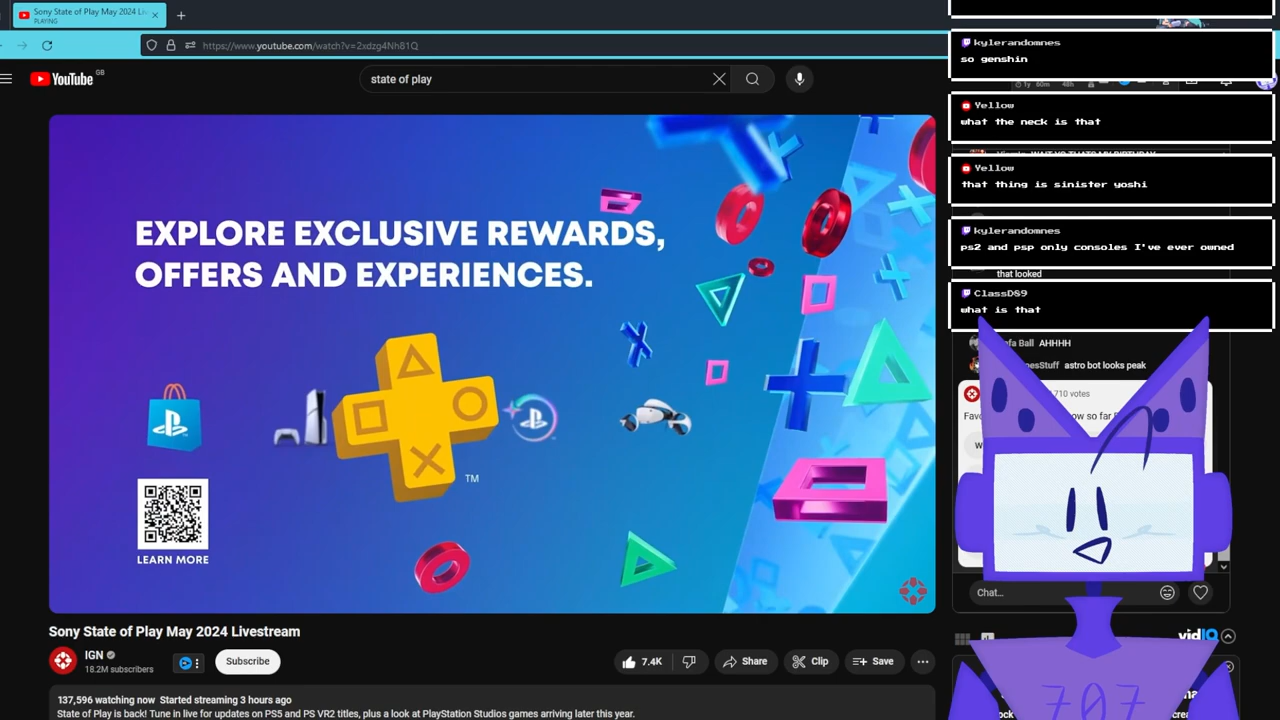 Sony State of Play May 2024 Liv
PLAYING
https://www.youtube.com/watch?v=2xdzg4Nh81Q
YouTube GB
state of play
EXPLORE EXCLUSIVE REWARDS,
OFFERS AND EXPERIENCES.
TM
LEARN MORE
Sony State of Play May 2024 Livestream
IGN
18.2M subscribers
Subscribe
7.4K
Share
Clip
Save
137,596 watching now Started streaming 3 hours ago
State of Play is back! Tune in live for updates on PS5 and PS VR2 titles, plus a look at PlayStation Studios games arriving later this year.
kylerandomnes
so genshin
Yellow
what the neck is that
Yellow
that thing is sinister yoshi
kylerandomnes
ps2 and psp only consoles I've ever owned
that looked
ClassD89
what is that
AHHHH
astro bot looks peak
710 votes
so far
Chat...
vidIQ
707